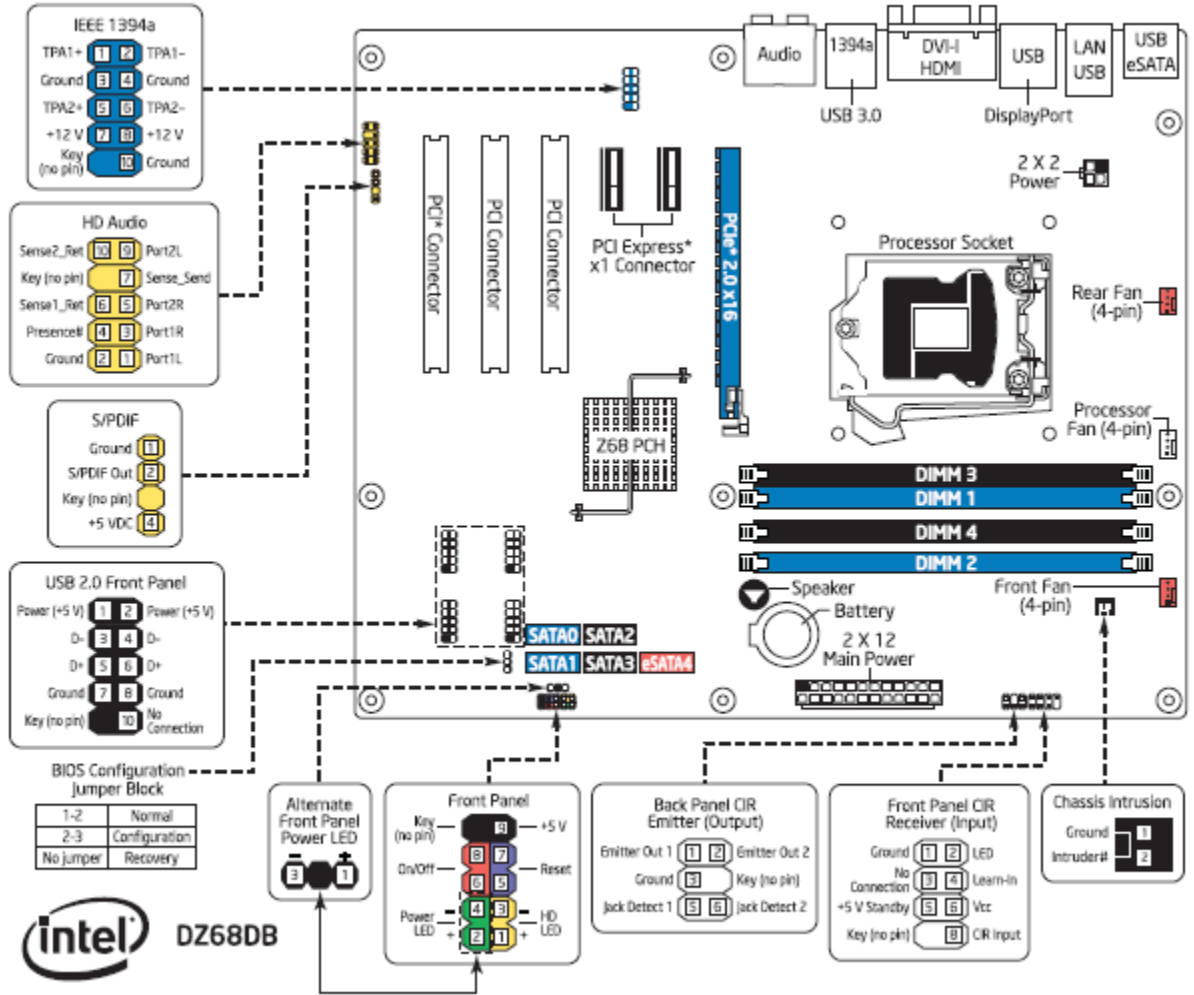 IEEE 1394a
TPA1+ 1 2 TPA1-
Ground 3 4 Ground
TPA2+ 5 6 TPA2-
+12 V 7 8 +12 V
Key (no pin) 10 Ground
HD Audio
Sense2_Ret 10 9 Port2L
Key (no pin) 7 Sense_Send
Sense1_Ret 6 5 Port2R
Presence# 4 3 Port1R
Ground 2 1 Port1L
S/PDIF
Ground 1
S/PDIF Out 2
Key (no pin)
+5 VDC 4
USB 2.0 Front Panel
Power (+5 V) 1 2 Power (+5 V)
D- 3 4 D-
D+ 5 6 D+
Ground 7 8 Ground
Key (no pin) 10 No Connection
BIOS Configuration
Jumper Block
1-2 Normal
2-3 Configuration
No jumper Recovery
intel
DZ68DB
Audio
1394a
USB 3.0
DVI-I
HDMI
USB
DisplayPort
LAN
USB
USB
eSATA
2 X 2
Power
PCI* Connector
PCI Connector
PCI Connector
PCI Express*
x1 Connector
PCIe* 2.0 x16
Processor Socket
Rear Fan
(4-pin)
Processor
Fan (4-pin)
Z68 PCH
DIMM 3
DIMM 1
DIMM 4
DIMM 2
Speaker
Battery
Front Fan
(4-pin)
2 X 12
Main Power
SATA0 SATA2
SATA1 SATA3 eSATA4
Alternate
Front Panel
Power LED
- +
3 1
Front Panel
Key (no pin) 9 +5 V
On/Off 8 7 Reset
6 5
Power LED - 4 3 - HD LED
+ 2 1 +
Back Panel CIR
Emitter (Output)
Emitter Out 1 1 2 Emitter Out 2
Ground 3 Key (no pin)
Jack Detect 1 5 6 Jack Detect 2
Front Panel CIR
Receiver (Input)
Ground 1 2 LED
No Connection 3 4 Learn-In
+5 V Standby 5 6 Vcc
Key (no pin) 8 CIR Input
Chassis Intrusion
Ground 1
Intruder# 2